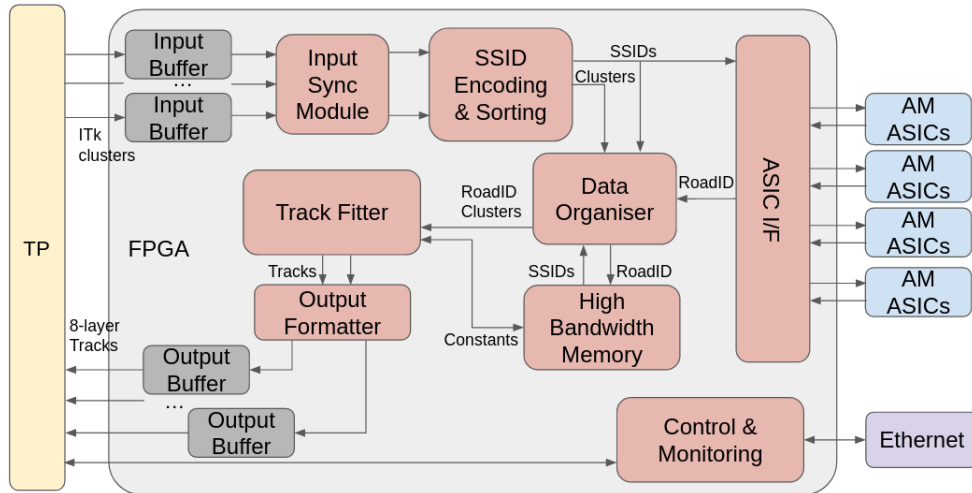 TP
FPGA
Input
Buffer
...
Input
Buffer
ITk
clusters
Input
Sync
Module
SSID
Encoding
& Sorting
SSIDs
Clusters
ASIC I/F
AM
ASICs
AM
ASICs
AM
ASICs
AM
ASICs
Data
Organiser
RoadID
RoadID
Clusters
Track Fitter
SSIDs
RoadID
High
Bandwidth
Memory
Constants
Tracks
Output
Formatter
8-layer
Tracks
Output
Buffer
...
Output
Buffer
Control &
Monitoring
Ethernet